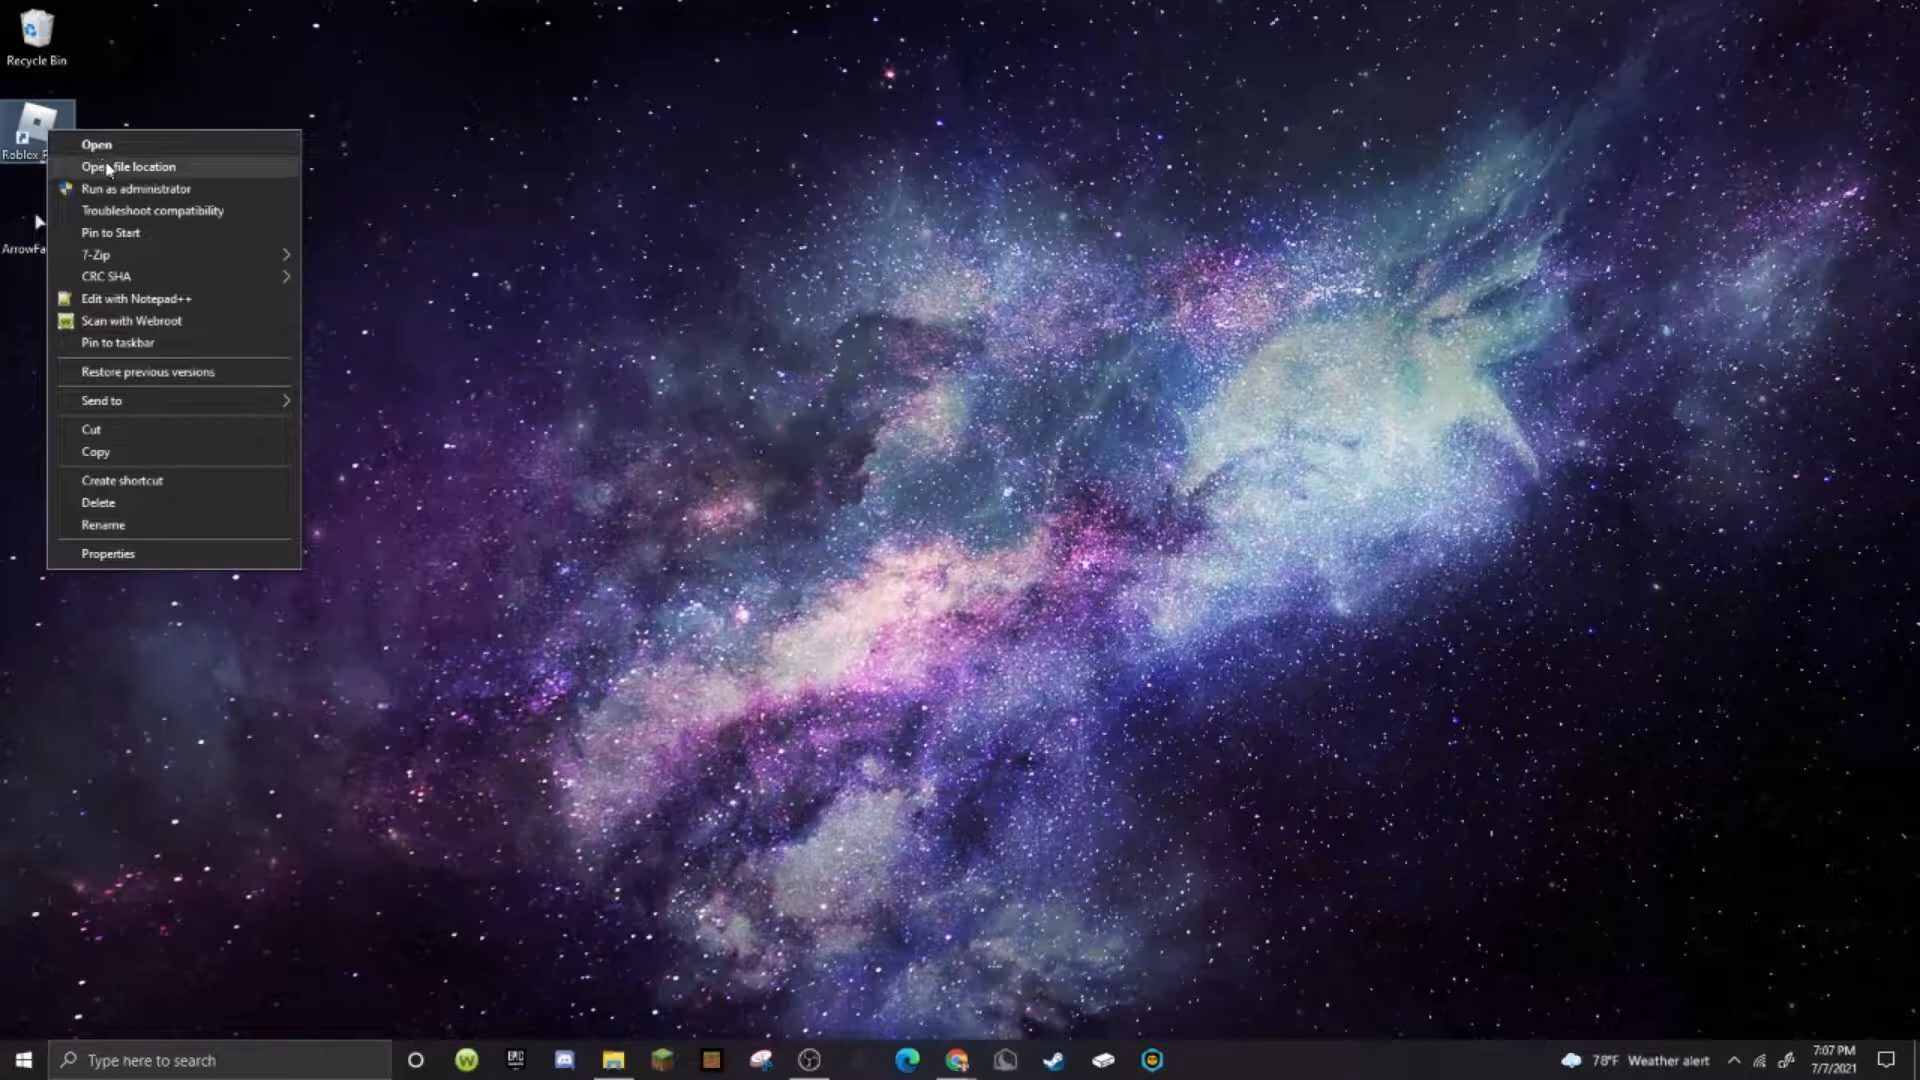 Recycle Bin
Roblox
Open
Open file location
Run as administrator
Troubleshoot compatibility
Pin to Start
7-Zip
CRC SHA
Edit with Notepad++
Scan with Webroot
Pin to taskbar
Restore previous versions
Send to
Cut
Copy
Create shortcut
Delete
Rename
Properties
ArrowFa
Type here to search
EPIC
78°F Weather alert
7:07 PM
7/7/2021